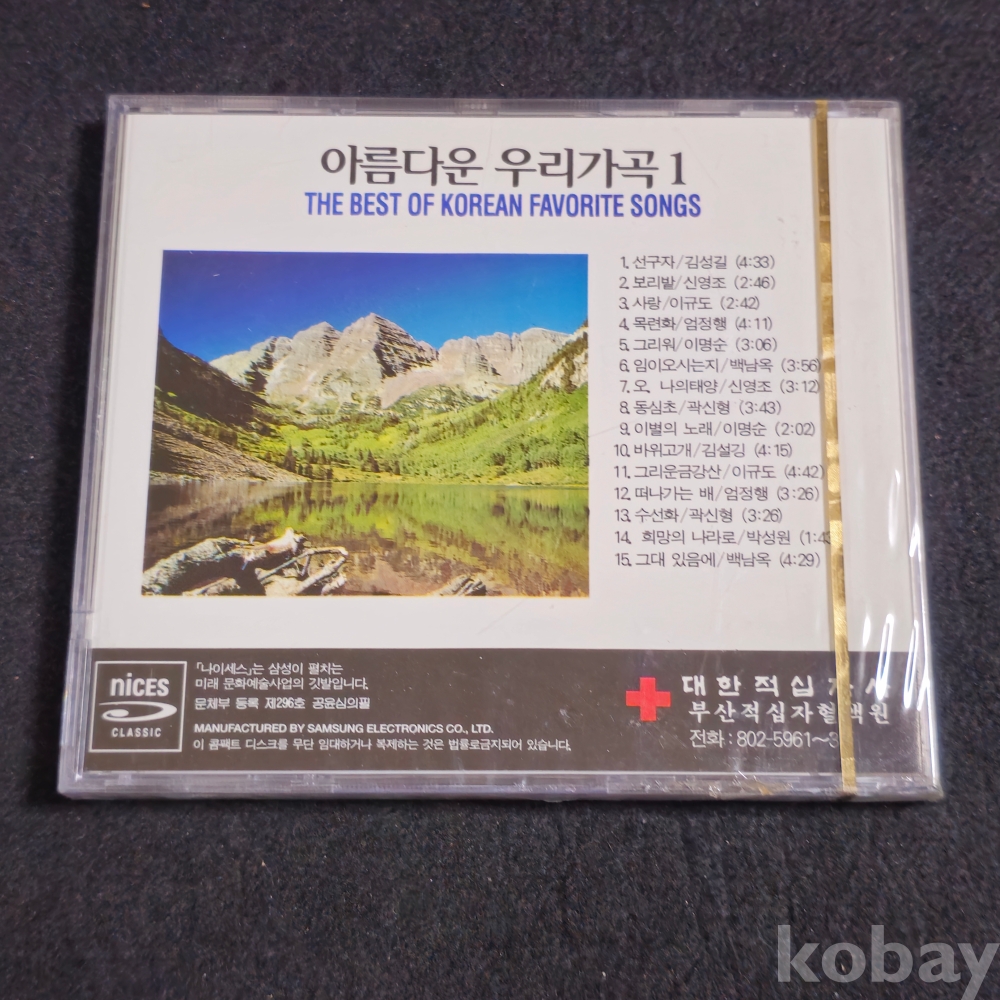 아름다운 우리가곡 1
THE BEST OF KOREAN FAVORITE SONGS
1. 선구자/김성길 (4:33)
2. 보리밭/신영조 (2:46)
3. 사랑/이규도 (2:42)
4. 목련화/엄정행 (4:11)
5. 그리워/이명순 (3:06)
6. 임이오시는지/백남옥 (3:56)
7. 오. 나의태양/신영조 (3:12)
8. 동심초/곽신형 (3:43)
9. 이별의 노래/이명순 (2:02)
10. 바위고개/김설깅 (4:15)
11. 그리운금강산/이규도 (4:42)
12. 떠나가는 배/엄정행 (3:26)
13. 수선화/곽신형 (3:26)
14. 희망의 나라로/박성원
15. 그대 있음에/백남옥 (4:29)
nices
CLASSIC
「나이세스」는 삼성이 펼치는
미래 문화예술사업의 깃발입니다.
문체부 등록 제296호 공윤심의필
MANUFACTURED BY SAMSUNG ELECTRONICS CO., LTD.
이 콤팩트 디스크를 무단 임대하거나 복제하는 것은 법률로금지되어 있습니다.
대한적십자사
부산적십자혈액원
전화 : 802-5961~3
kobay